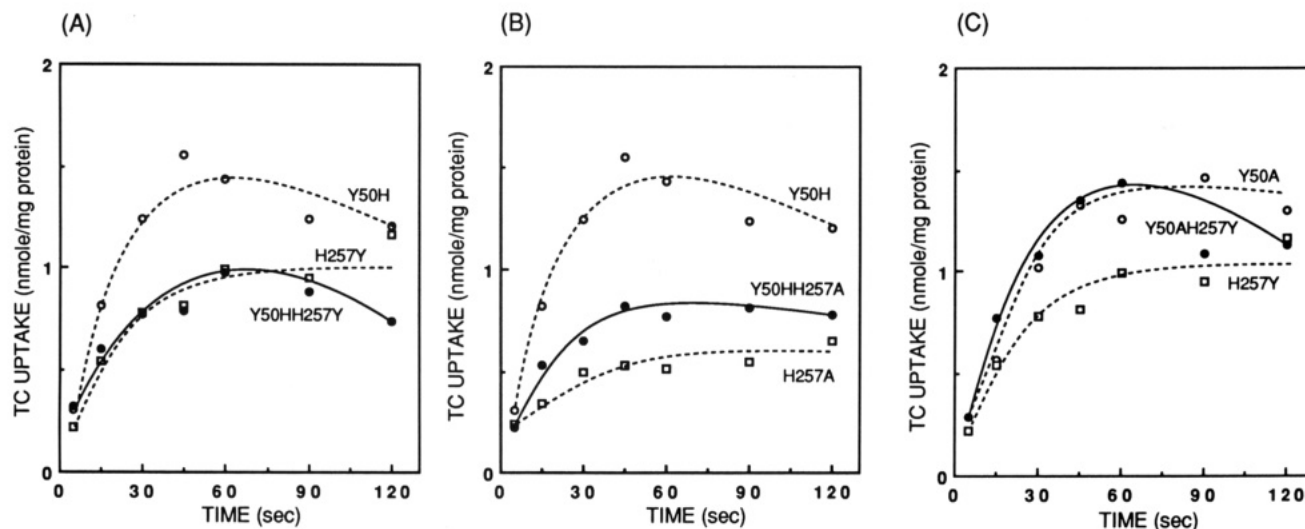 (A)
TC UPTAKE (nmole/mg protein)
2
1
0
Y50H
H257Y
Y50HH257Y
0 30 60 90 120
TIME (sec)
(B)
TC UPTAKE (nmole/mg protein)
2
1
0
Y50H
Y50HH257A
H257A
0 30 60 90 120
TIME (sec)
(C)
TC UPTAKE (nmole/mg protein)
2
1
0
Y50A
Y50AH257Y
H257Y
0 30 60 90 120
TIME (sec)